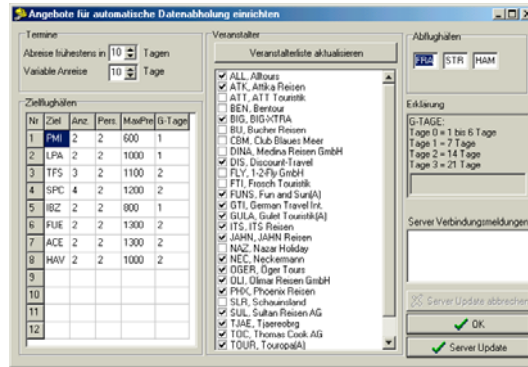 Angebote für automatische Datenabholung einrichten
Termine
Abreise frühestens in 10 Tagen
Variable Anreise 10 Tage
Zielflughäfen
Nr Ziel Anz. Pers. MaxPre G-Tage
1 PMI 2 2 600 1
2 LPA 2 2 1000 1
3 TFS 3 2 1100 2
4 SPC 4 2 1200 2
5 IBZ 2 2 800 1
6 FUE 2 2 1300 2
7 ACE 2 2 1300 2
8 HAV 2 2 1000 2
9
10
11
12
Veranstalter
Veranstalterliste aktualisieren
ALL, Alltours
ATK, Attika Reisen
ATT, ATT Touristik
BEN, Bentour
BIG, BIG-XTRA
BU, Bucher Reisen
CBM, Club Blaues Meer
DINA, Medina Reisen GmbH
DIS, Discount-Travel
FLY, 1-2-Fly GmbH
FTI, Frosch Touristik
FUNS, Fun and Sun(A)
GTI, German Travel Int.
GULA, Gulet Touristik(A)
ITS, ITS Reisen
JAHN, JAHN Reisen
NAZ, Nazar Holiday
NEC, Neckermann
OGER, Öger Tours
OLI, Olimar Reisen GmbH
PHX, Phoenix Reisen
SLR, Schauinsland
SUL, Sultan Reisen AG
TJAE, Tjaereborg
TOC, Thomas Cook AG
TOUR, Touropa(A)
Abflughäfen
FRA STR HAM
Erklärung
G-TAGE:
Tage 0 = 1 bis 6 Tage
Tage 1 = 7 Tage
Tage 2 = 14 Tage
Tage 3 = 21 Tage
Server Verbindungsmeldungen
Server Update abbrechen
OK
Server Update